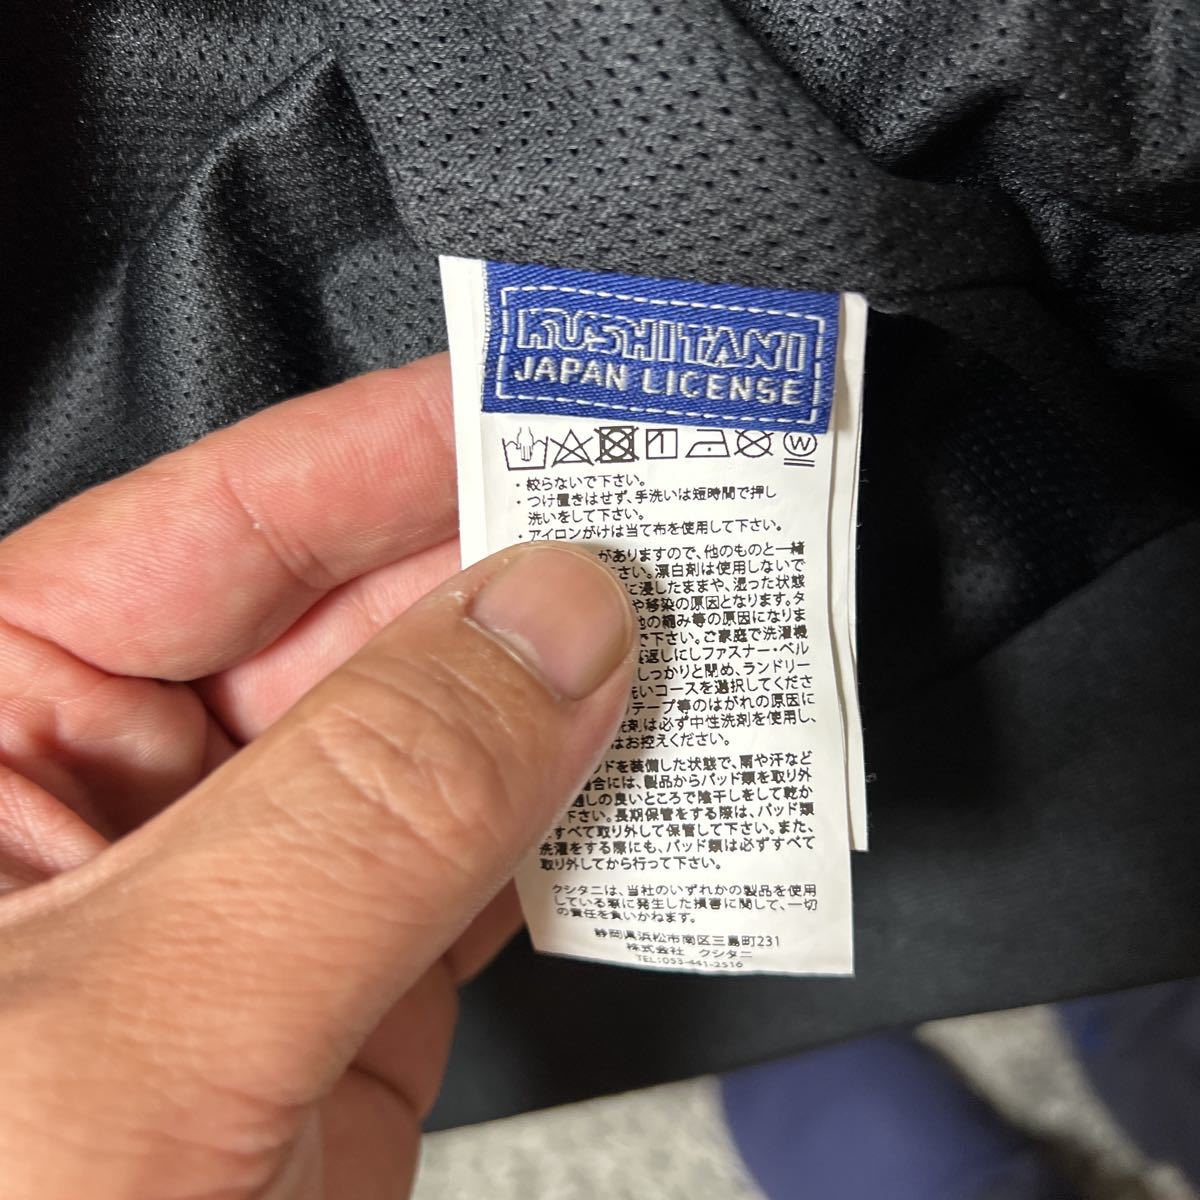 KUSHITANI
JAPAN LICENSE
W
・絞らないで下さい。
・つけ置きはせず、手洗いは短時間で押し
洗いをして下さい。
・アイロンがけは当て布を使用して下さい。
がありますので、他のものと一緒
さい。漂白剤は使用しないで
に浸したままや、湿った状態
や移染の原因となります。タ
他の縮み等の原因になりま
で下さい。ご家庭で洗濯機
裏返しにしファスナー・ベル
しっかりと閉め、ランドリー
洗いコースを選択してくださ
テープ等のはがれの原因に
洗剤は必ず中性洗剤を使用し、
はお控えください。
ッドを装備した状態で、雨や汗など
場合には、製品からパッド類を取り外
通しの良いところで陰干しをして乾か
下さい。長期保管をする際は、パッド類
すべて取り外して保管して下さい。また、
洗濯をする際にも、パッド類は必ずすべて
取り外してから行って下さい。
クシタニは、当社のいずれかの製品を使用
している際に発生した損害に関して、一切
の責任を負いかねます。
静岡県浜松市南区三島町231
株式会社 クシタニ
TEL:053-441-2516